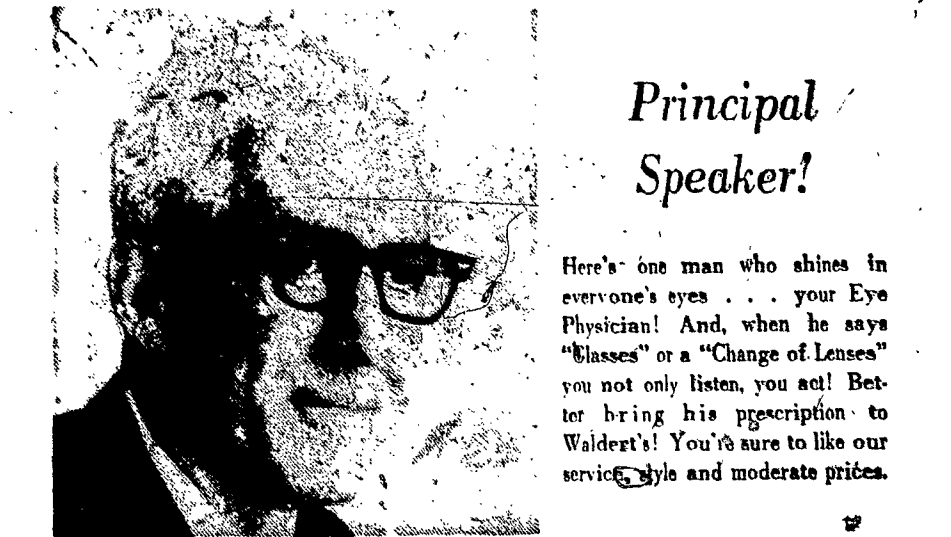 Principal
Speaker!
Here's one man who shines in
everyone's eyes . . . your Eye
Physician! And, when he says
"Glasses" or a "Change of Lenses"
you not only listen, you act! Bet-
ter bring his prescription to
Waldert's! You're sure to like our
service, style and moderate prices.